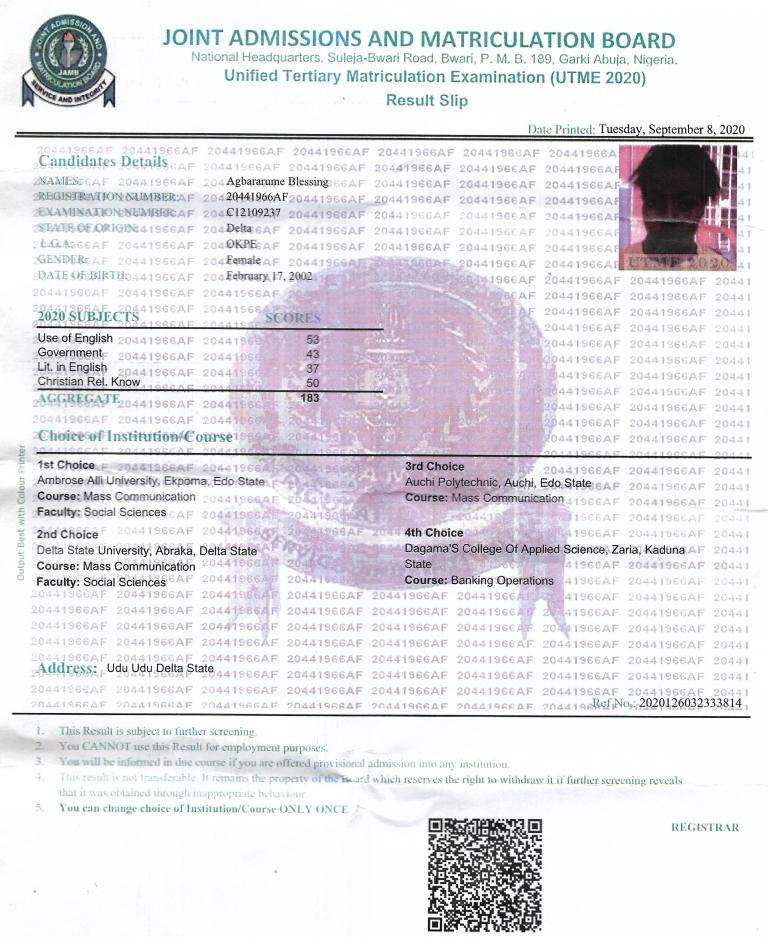 JOINT ADMISSION AND MATRICULATION BOARD
JAMB
SERVICE AND INTEGRITY
JOINT ADMISSIONS AND MATRICULATION BOARD
National Headquarters, Suleja-Bwari Road, Bwari, P. M. B. 189, Garki Abuja, Nigeria.
Unified Tertiary Matriculation Examination (UTME 2020)
Result Slip
Date Printed: Tuesday, September 8, 2020
Candidates Details
NAMES: Agbararume Blessing
REGISTRATION NUMBER: 20441966AF
EXAMINATION NUMBER: C12109237
STATE OF ORIGIN: Delta
L.G.A: OKPE
GENDER: Female
DATE OF BIRTH: February 17, 2002
UTME 2020
2020 SUBJECTS SCORES
Use of English 53
Government 43
Lit. in English 37
Christian Rel. Know 50
AGGREGATE 183
Choice of Institution/Course
1st Choice
Ambrose Alli University, Ekpoma, Edo State
Course: Mass Communication
Faculty: Social Sciences
2nd Choice
Delta State University, Abraka, Delta State
Course: Mass Communication
Faculty: Social Sciences
3rd Choice
Auchi Polytechnic, Auchi, Edo State
Course: Mass Communication
4th Choice
Dagama'S College Of Applied Science, Zaria, Kaduna
State
Course: Banking Operations
Output Best with Colour Printer
Address: Udu Udu Delta State
Ref No.: 2020126032333814
1. This Result is subject to further screening.
2. You CANNOT use this Result for employment purposes.
3. You will be informed in due course if you are offered provisional admission into any institution.
4. This result is not transferable. It remains the property of the Board which reserves the right to withdraw it if further screening reveals
that it was obtained through inappropriate behaviour.
5. You can change choice of Institution/Course ONLY ONCE
REGISTRAR